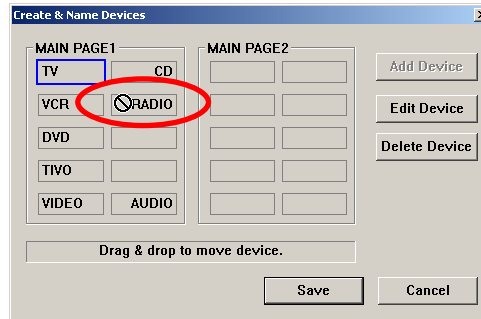 Create & Name Devices
MAIN PAGE1
MAIN PAGE2
TV
CD
Add Device
VCR
RADIO
Edit Device
DVD
Delete Device
TIVO
VIDEO
AUDIO
Drag & drop to move device.
Save
Cancel